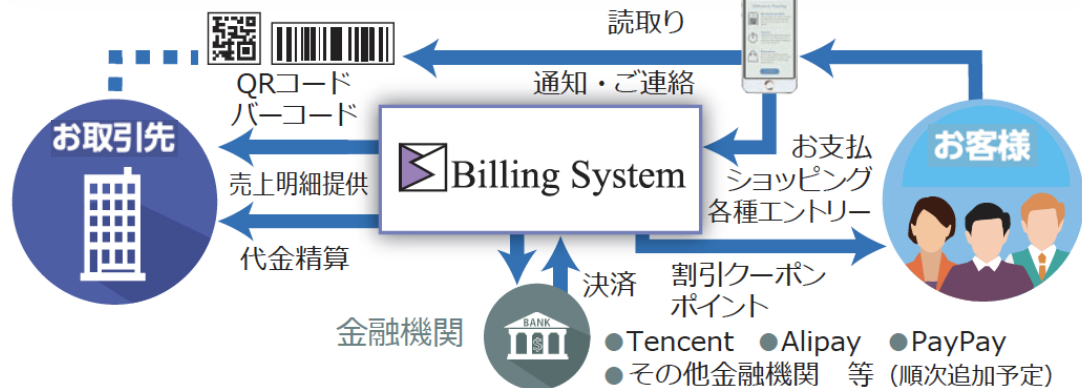 読取り
QRコード
バーコード
通知・ご連絡
お取引先
Billing System
お支払
ショッピング
各種エントリー
お客様
売上明細提供
代金精算
決済
割引クーポン
ポイント
金融機関
BANK
●Tencent ●Alipay ●PayPay
●その他金融機関 等 (順次追加予定)